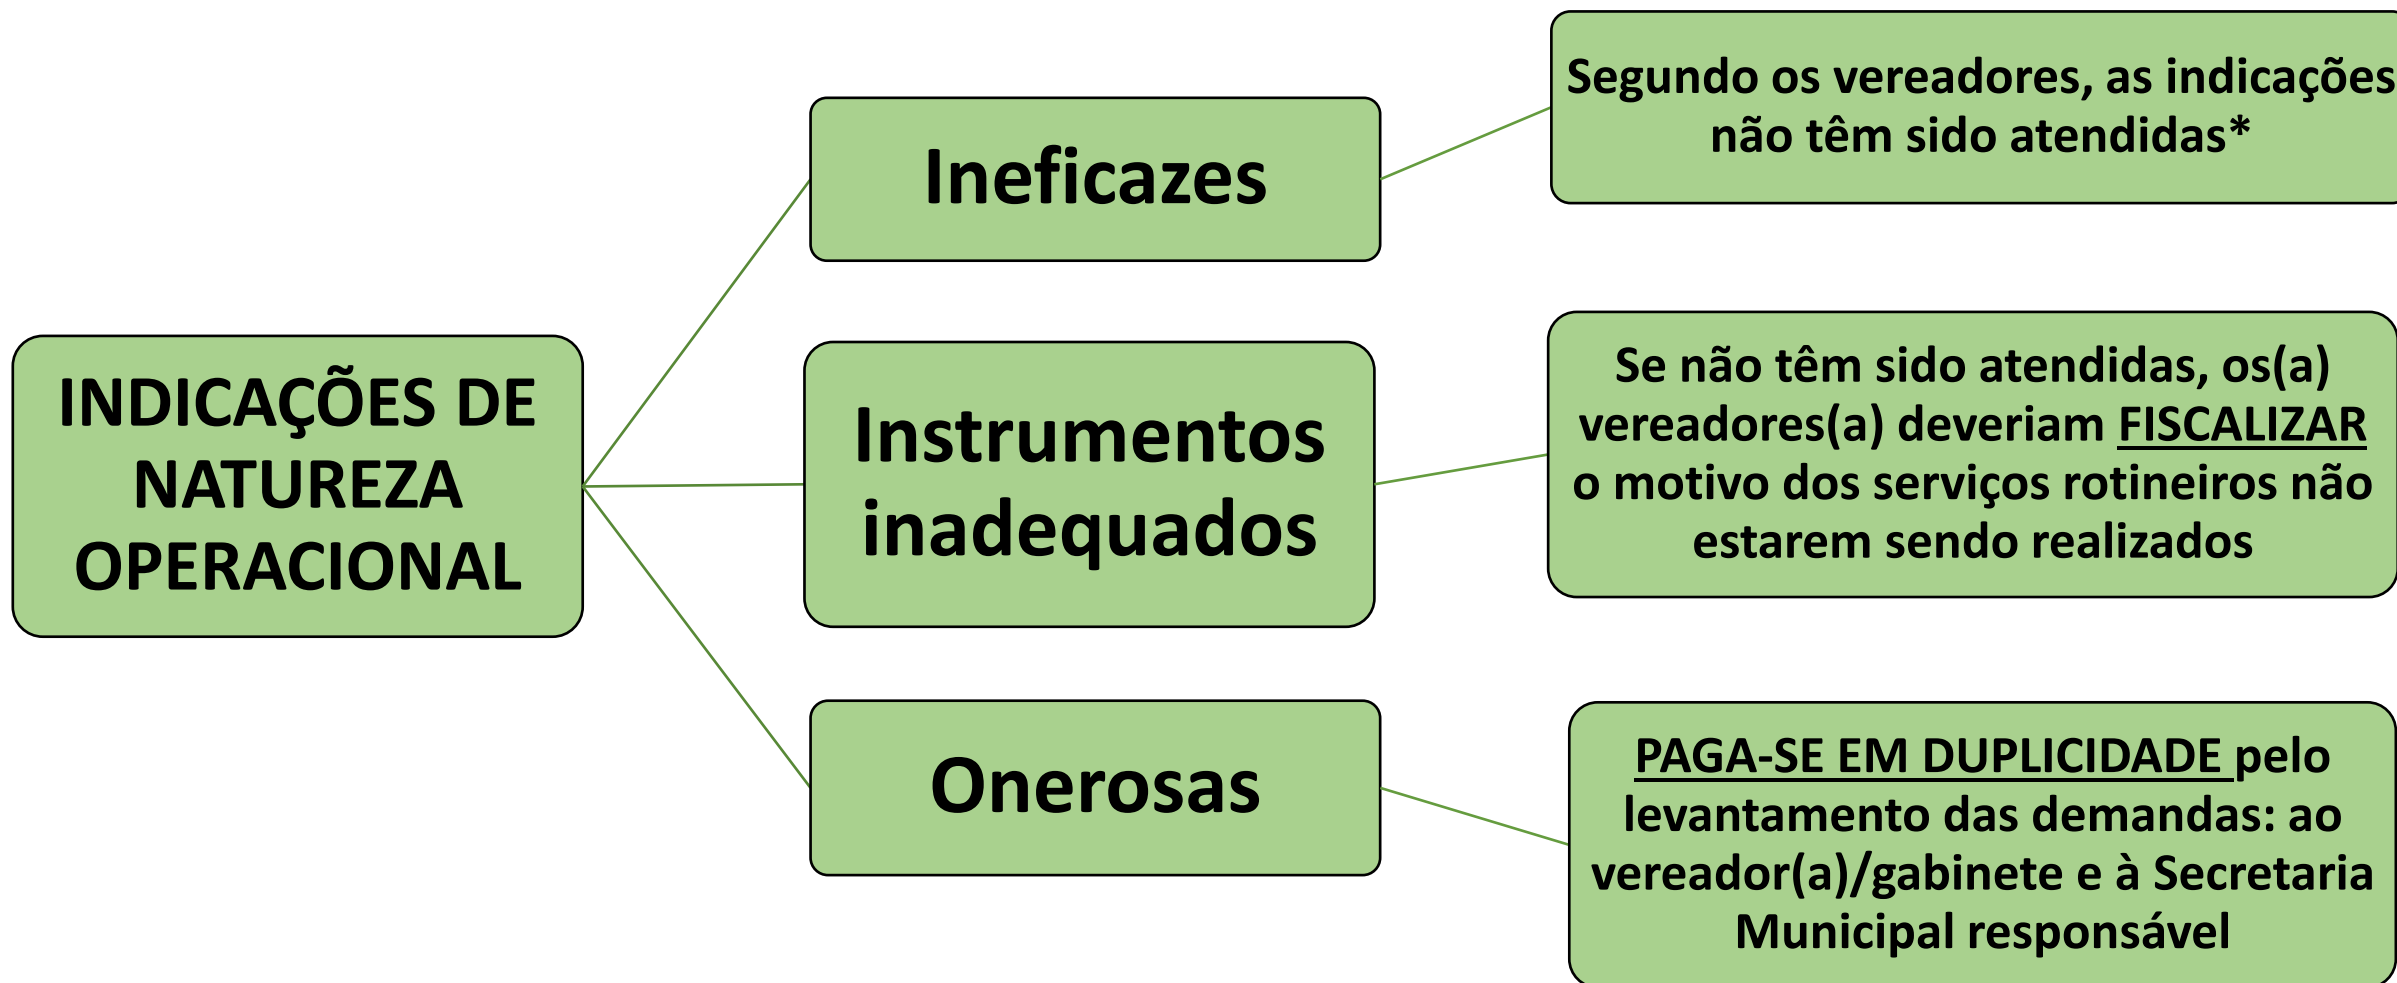 INDICAÇÕES DE
NATUREZA
OPERACIONAL
Ineficazes
Segundo os vereadores, as indicações
não têm sido atendidas*
Instrumentos
inadequados
Se não têm sido atendidas, os(a)
vereadores(a) deveriam FISCALIZAR
o motivo dos serviços rotineiros não
estarem sendo realizados
Onerosas
PAGA-SE EM DUPLICIDADE pelo
levantamento das demandas: ao
vereador(a)/gabinete e à Secretaria
Municipal responsável